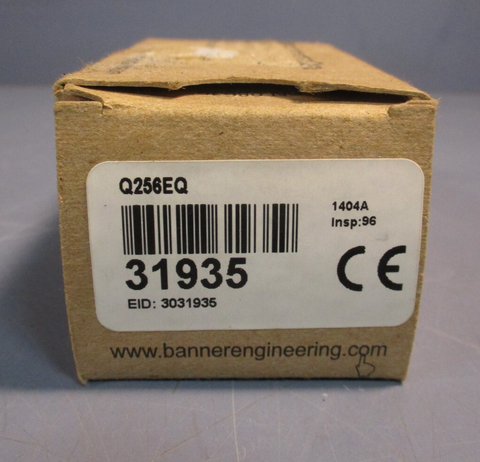 Q256EQ
1404A
Insp:96
31935
CE
EID: 3031935
www.bannerengineering.com